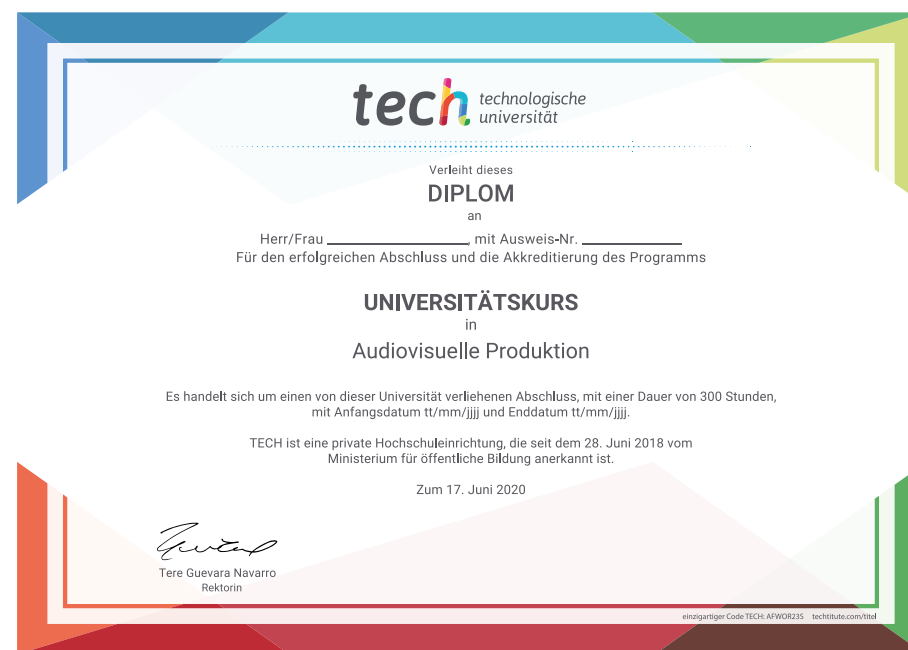 tech technologische
universität
Verleiht dieses
DIPLOM
an
Herr/Frau ____________________, mit Ausweis-Nr. ______________
Für den erfolgreichen Abschluss und die Akkreditierung des Programms
UNIVERSITÄTSKURS
in
Audiovisuelle Produktion
Es handelt sich um einen von dieser Universität verliehenen Abschluss, mit einer Dauer von 300 Stunden,
mit Anfangsdatum tt/mm/jjjj und Enddatum tt/mm/jjjj.
TECH ist eine private Hochschuleinrichtung, die seit dem 28. Juni 2018 vom
Ministerium für öffentliche Bildung anerkannt ist.
Zum 17. Juni 2020
Tere Guevara Navarro
Rektorin
einzigartiger Code TECH: AFWOR23S techtitute.com/titel